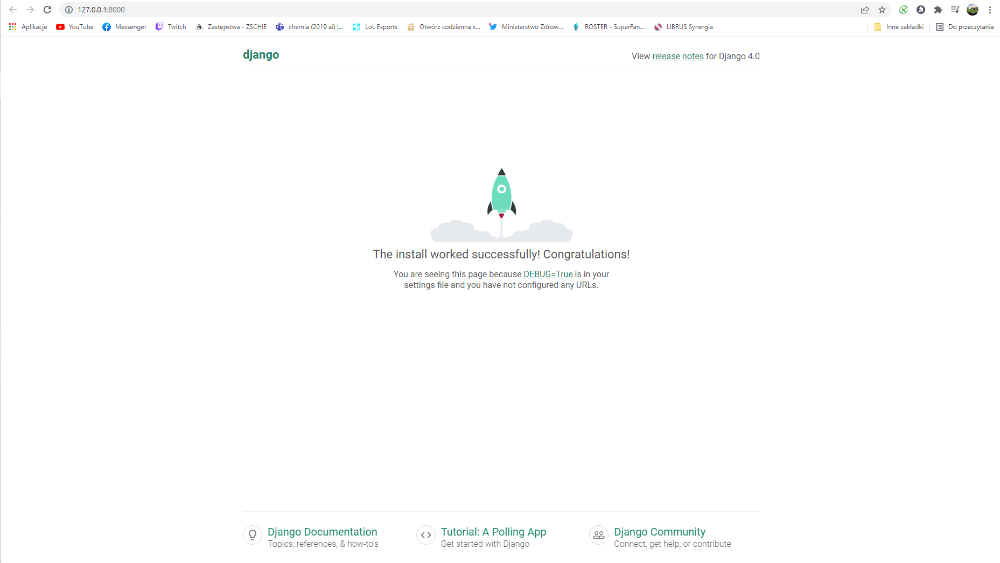 127.0.0.1:8000
Aplikacje YouTube Messenger Twitch Zastępstwa - ZSCHIE chemia (2019 ai) |... LoL Esports Otwórz codzienną s... Ministerstwo Zdrow... ROSTER - SuperFan... LIBRUS Synergia Inne zakładki Do przeczytania
django
View release notes for Django 4.0
The install worked successfully! Congratulations!
You are seeing this page because DEBUG=True is in your
settings file and you have not configured any URLs.
Django Documentation
Topics, references, & how-to’s
Tutorial: A Polling App
Get started with Django
Django Community
Connect, get help, or contribute